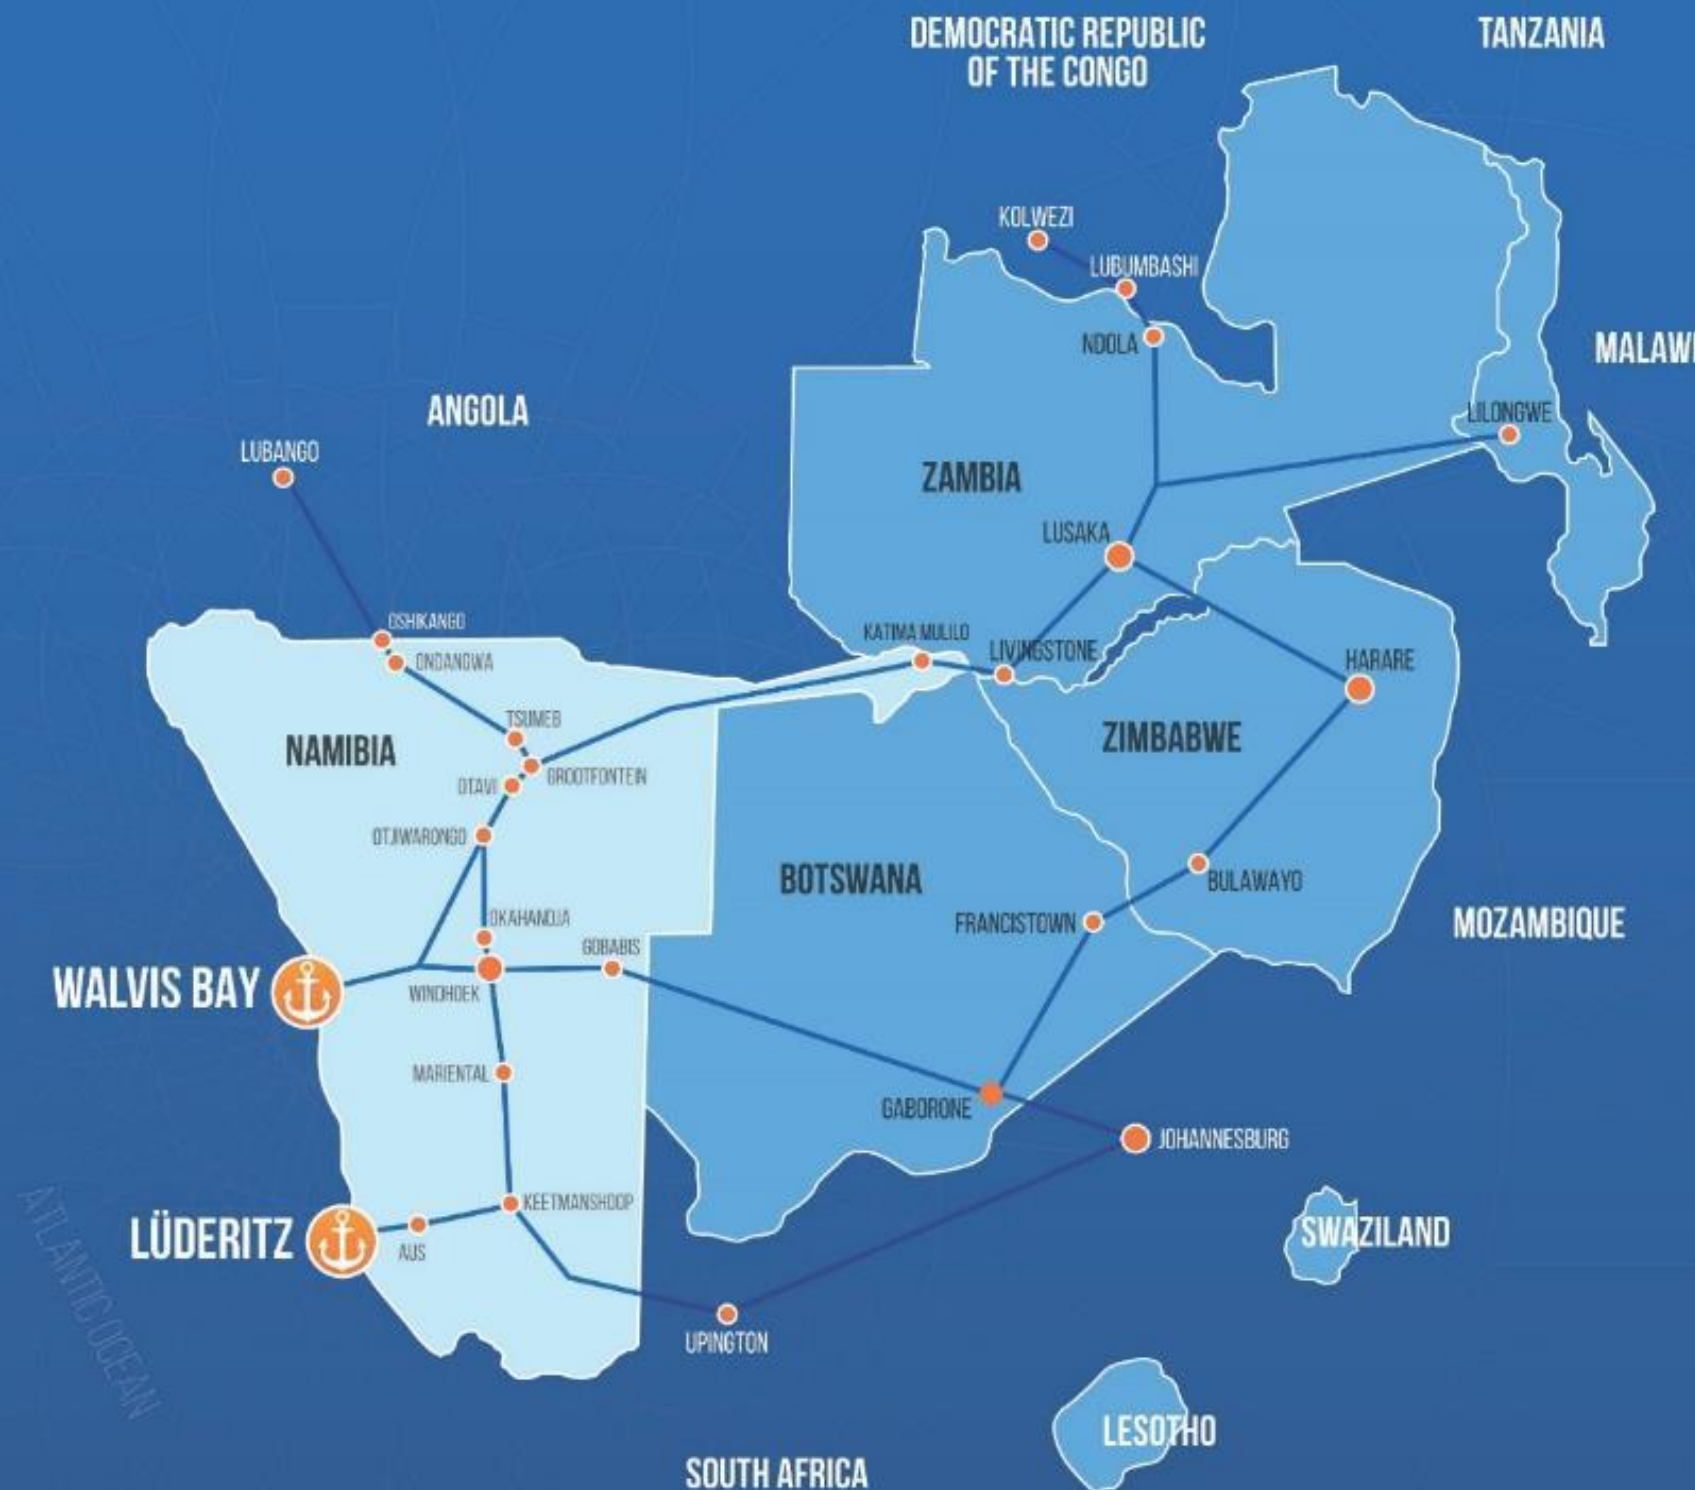 DEMOCRATIC REPUBLIC
OF THE CONGO
TANZANIA
KOLWEZI
LUBUMBASHI
NDOLA
MALAWI
ANGOLA
LILONGWE
LUBANGO
ZAMBIA
LUSAKA
OSHIKANGO
KATIMA MULILO
ONDANGWA
LIVINGSTONE
HARARE
TSUMEB
NAMIBIA
ZIMBABWE
GROOTFONTEIN
OTAVI
OTJIWARONGO
BOTSWANA
BULAWAYO
OKAHANDJA
FRANCISTOWN
MOZAMBIQUE
GOBABIS
WALVIS BAY
WINDHOEK
MARIENTAL
GABORONE
JOHANNESBURG
KEETMANSHOOP
LÜDERITZ
AUS
SWAZILAND
ATLANTIC OCEAN
UPINGTON
LESOTHO
SOUTH AFRICA